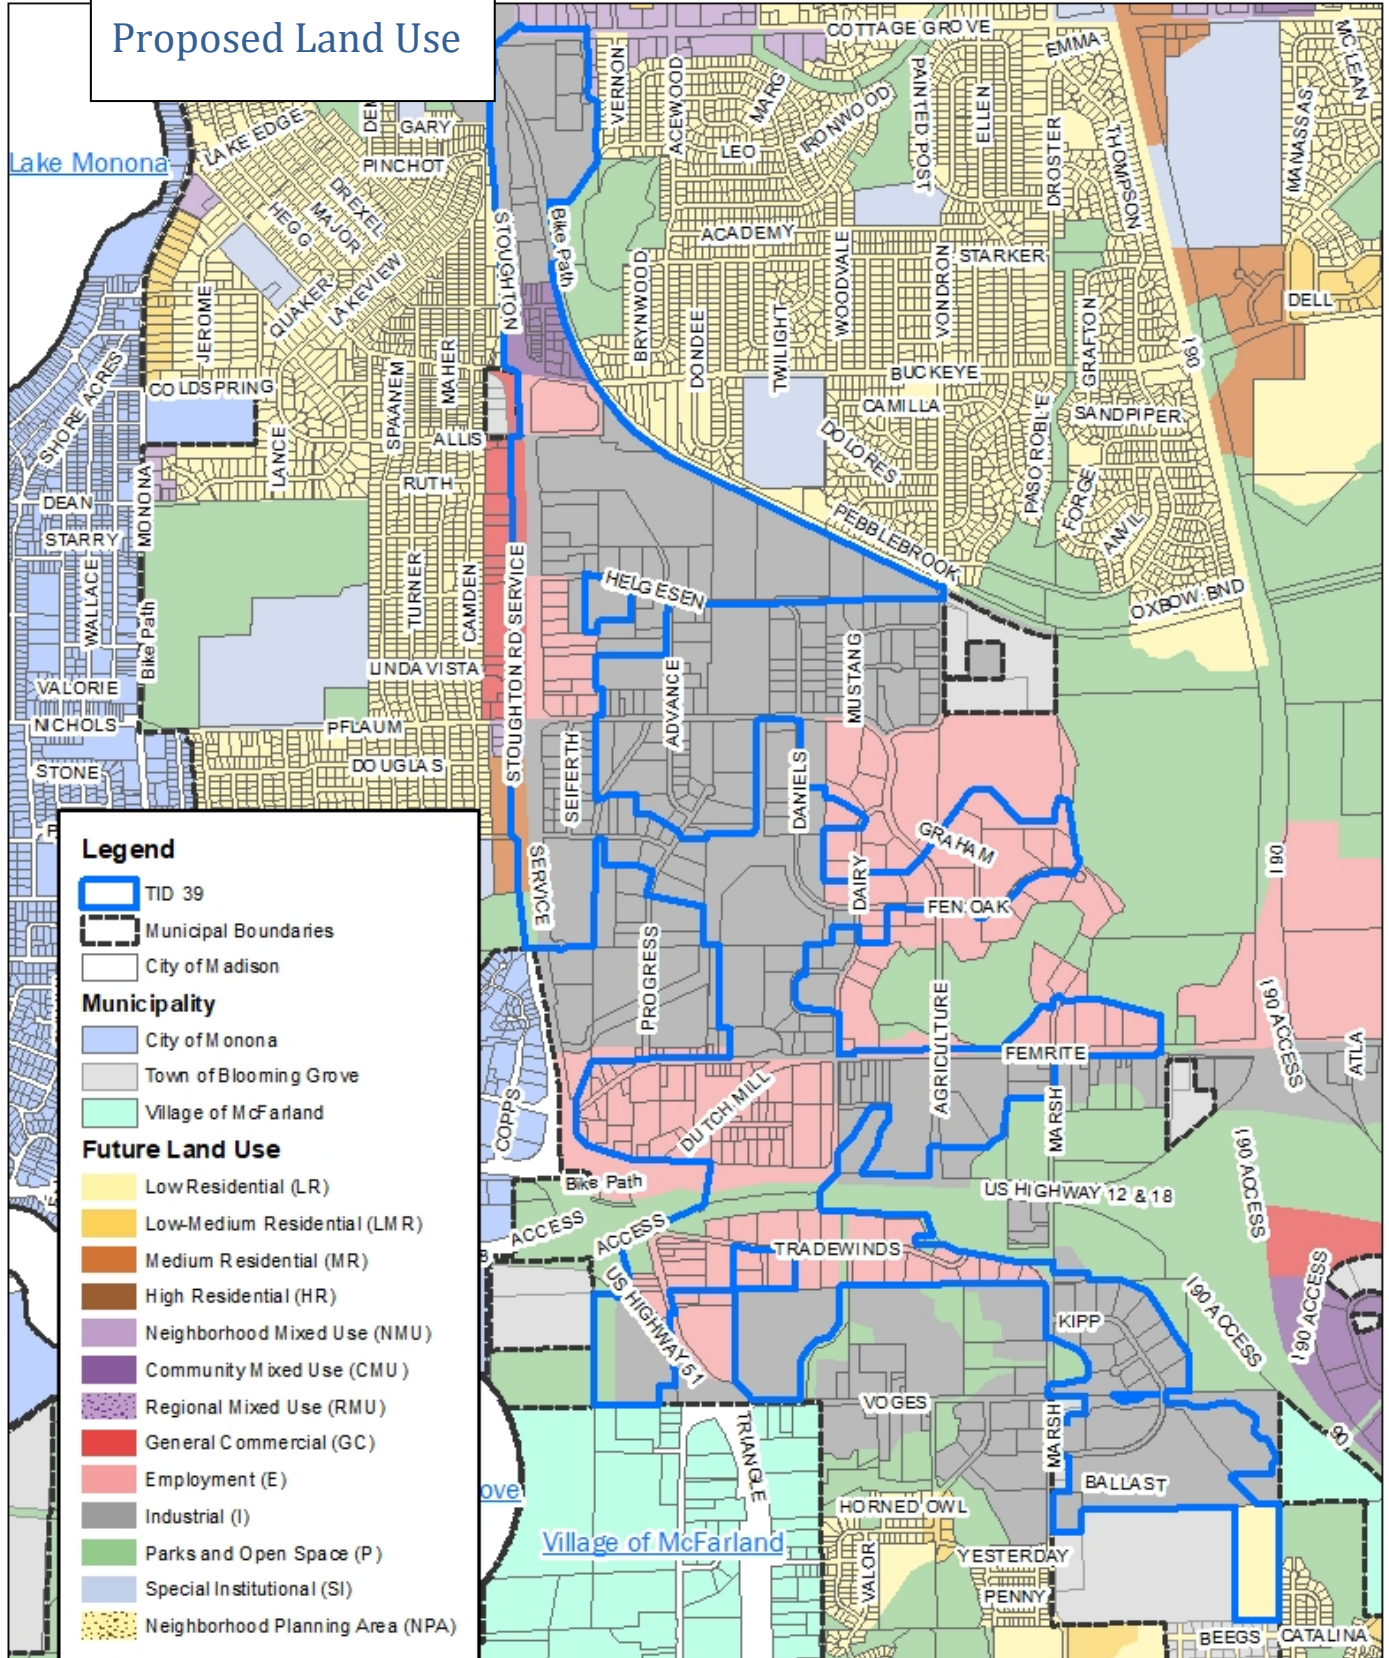 Proposed Land Use
COTTAGE GROVE
EMMA
MCLEAN
VERNON
ACEWOOD
MARG
IRONWOOD
PAINTED POST
ELLEN
DROSTER
THOMPSON
MANASSAS
LAKE EDGE
GARY
PINCHOT
LEO
Lake Monona
DREXEL
MAJOR
HEGG
STOUGHTON
Bike Path
ACADEMY
WOODVALE
VONDRON
STARKER
QUAKER
LAKEVIEW
JEROME
BRYNWOOD
DONDEE
TWILIGHT
GRAFTON
DELL
I 90
SHORE ACRES
COLDSPRING
SPAANEM
MAHER
BUCKEYE
CAMILLA
PASO ROBLE
SANDPIPER
LANCE
ALLIS
DOLORES
RUTH
DEAN
MONONA
FORGE
ANVIL
STARRY
PEBBLEBROOK
WALLACE
Bike Path
TURNER
CAMDEN
STOUGHTON RD SERVICE
HELGESEN
OXBOW BND
LINDA VISTA
ADVANCE
MUSTANG
VALORIE
NICHOLS
PFLAUM
STONE
DOUGLAS
SEIFERTH
DANIELS
GRAHAM
I 90
SERVICE
DAIRY
FEN OAK
PROGRESS
AGRICULTURE
I 90 ACCESS
FEMRITE
ATLA
COPPS
DUTCH MILL
MARSH
I 90 ACCESS
Bike Path
US HIGHWAY 12 & 18
ACCESS
ACCESS
TRADEWINDS
US HIGHWAY 51
KIPP
I 90 ACCESS
I 90 ACCESS
VOGES
MARSH
90
TRIANGLE
BALLAST
ove
HORNED OWL
Village of McFarland
VALOR
YESTERDAY
PENNY
BEEGS
CATALINA
Legend
TID 39
Municipal Boundaries
City of Madison
Municipality
City of Monona
Town of Blooming Grove
Village of McFarland
Future Land Use
Low Residential (LR)
Low-Medium Residential (LMR)
Medium Residential (MR)
High Residential (HR)
Neighborhood Mixed Use (NMU)
Community Mixed Use (CMU)
Regional Mixed Use (RMU)
General Commercial (GC)
Employment (E)
Industrial (I)
Parks and Open Space (P)
Special Institutional (SI)
Neighborhood Planning Area (NPA)